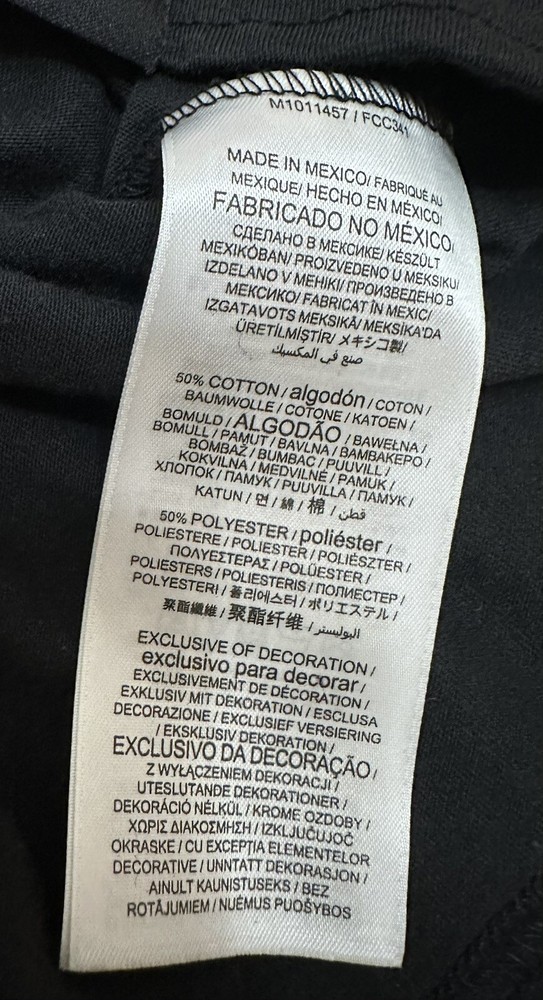 M1011457 / FCC341
MADE IN MEXICO/ FABRIQUÉ AU
MEXIQUE/ HECHO EN MÉXICO/
FABRICADO NO MÉXICO/
СДЕЛАНО В МЕКСИКЕ/ KÉSZÜLT
MEXIKÓBAN/ PROIZVEDENO U MEKSIKU/
IZDELANO V MEHIKI/ ПРОИЗВЕДЕНО В
МЕКСИКО/ FABRICAT ÎN MEXIC/
IZGATAVOTS MEKSIKĀ/ MEKSİKA'DA
ÜRETİLMİŞTİR/ メキシコ製/
صنع في المكسيك
50% COTTON / algodón / COTON /
BAUMWOLLE / COTONE / KATOEN /
BOMULD / ALGODÃO / BAWEŁNA /
BOMULL / PAMUT / BAVLNA / ΒΑΜΒΑΚΕΡΟ /
BOMBAŽ / BUMBAC / PUUVILL /
KOKVILNA / MEDVILNĖ / PAMUK /
ХЛОПОК / ПАМУК / PUUVILLA / ПАМУК /
KATUN / 면 / 綿 / 棉 / قطن /
50% POLYESTER / poliéster /
POLIESTERE / POLIESTER / POLIÉSZTER /
ΠΟΛΥΕΣΤΕΡΑΣ / POLÜESTER /
POLIESTERS / POLIESTERIS / ПОЛИЕСТЕР /
POLYESTERI / 폴리에스터 / ポリエステル /
聚酯纖維 / 聚酯纤维 / البوليستر
EXCLUSIVE OF DECORATION /
exclusivo para decorar /
EXCLUSIVEMENT DE DÉCORATION /
EXKLUSIV MIT DEKORATION / ESCLUSA
DECORAZIONE / EXCLUSIEF VERSIERING
/ EKSKLUSIV DEKORATION /
EXCLUSIVO DA DECORAÇÃO /
Z WYŁĄCZENIEM DEKORACJI /
UTESLUTANDE DEKORATIONER /
DEKORÁCIÓ NÉLKÜL / KROME OZDOBY /
ΧΩΡΙΣ ΔΙΑΚΟΣΜΗΣΗ / IZKLJUČUJOČ
OKRASKE / CU EXCEPȚIA ELEMENTELOR
DECORATIVE / UNNTATT DEKORASJON /
AINULT KAUNISTUSEKS / BEZ
ROTĀJUMIEM / NUĖMUS PUOŠYBOS